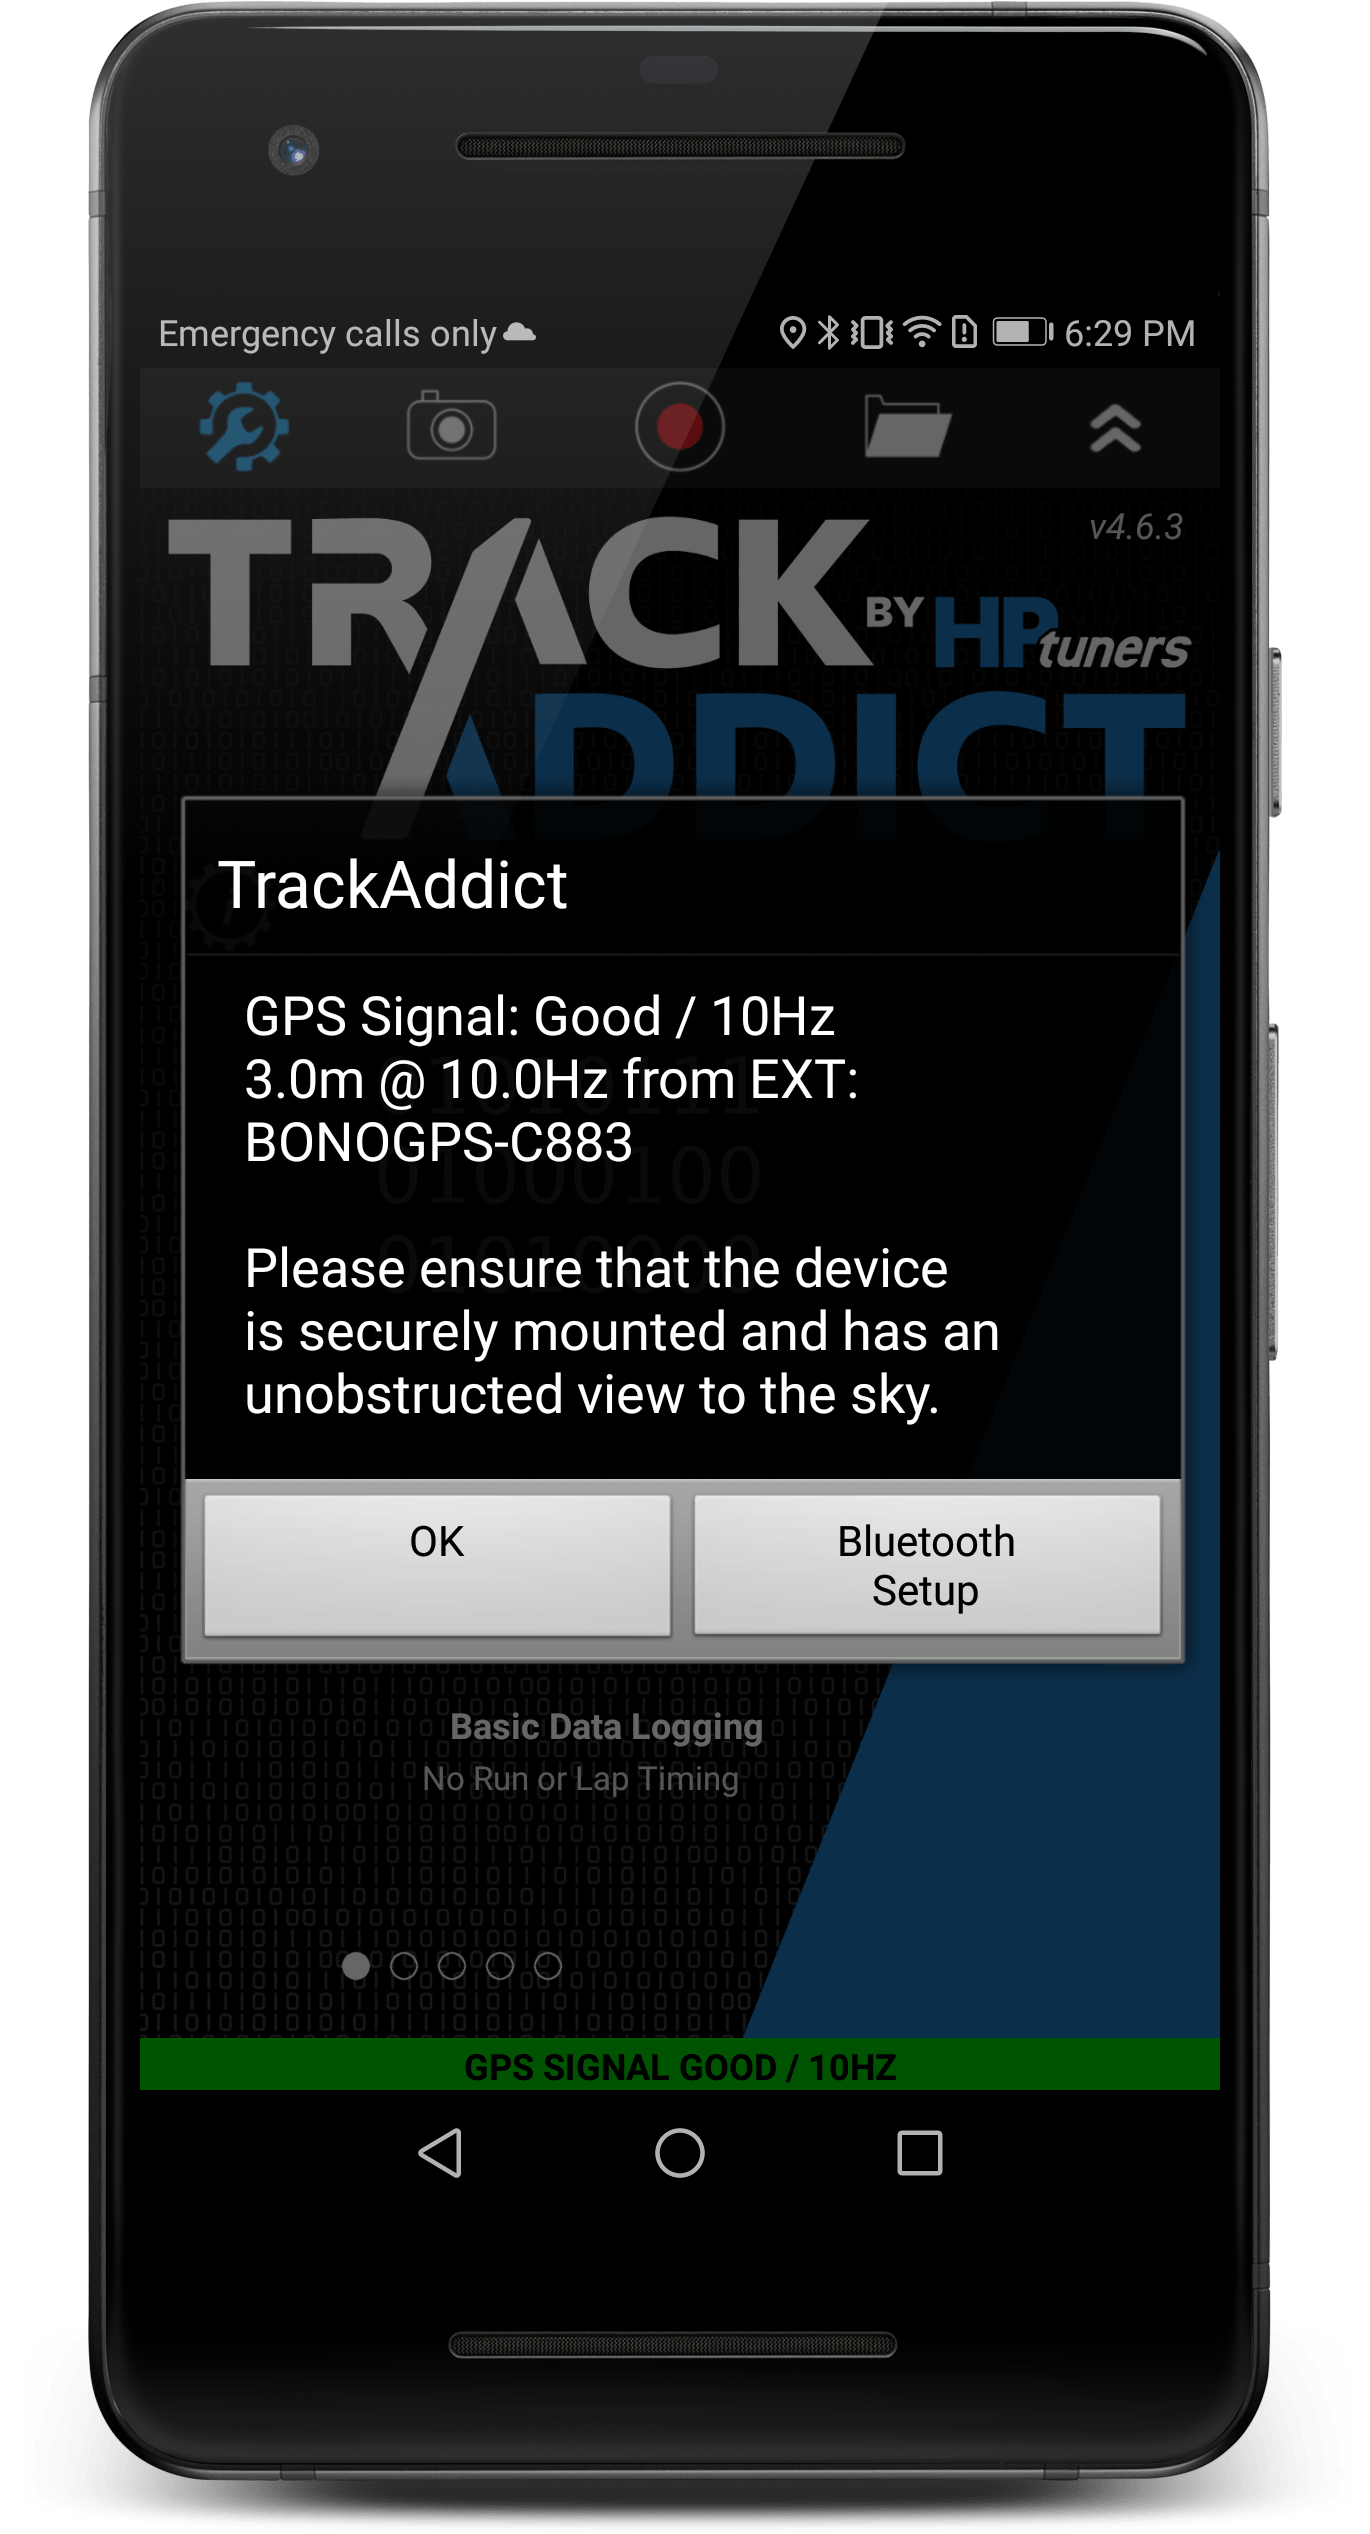 Emergency calls only
6:29 PM
v4.6.3
TRACK
BY HP tuners
ADDICT
TrackAddict
GPS Signal: Good / 10Hz
3.0m @ 10.0Hz from EXT:
BONOGPS-C883
01000100
Please ensure that the device
is securely mounted and has an
unobstructed view to the sky.
OK
Bluetooth
Setup
Basic Data Logging
No Run or Lap Timing
GPS SIGNAL GOOD / 10HZ